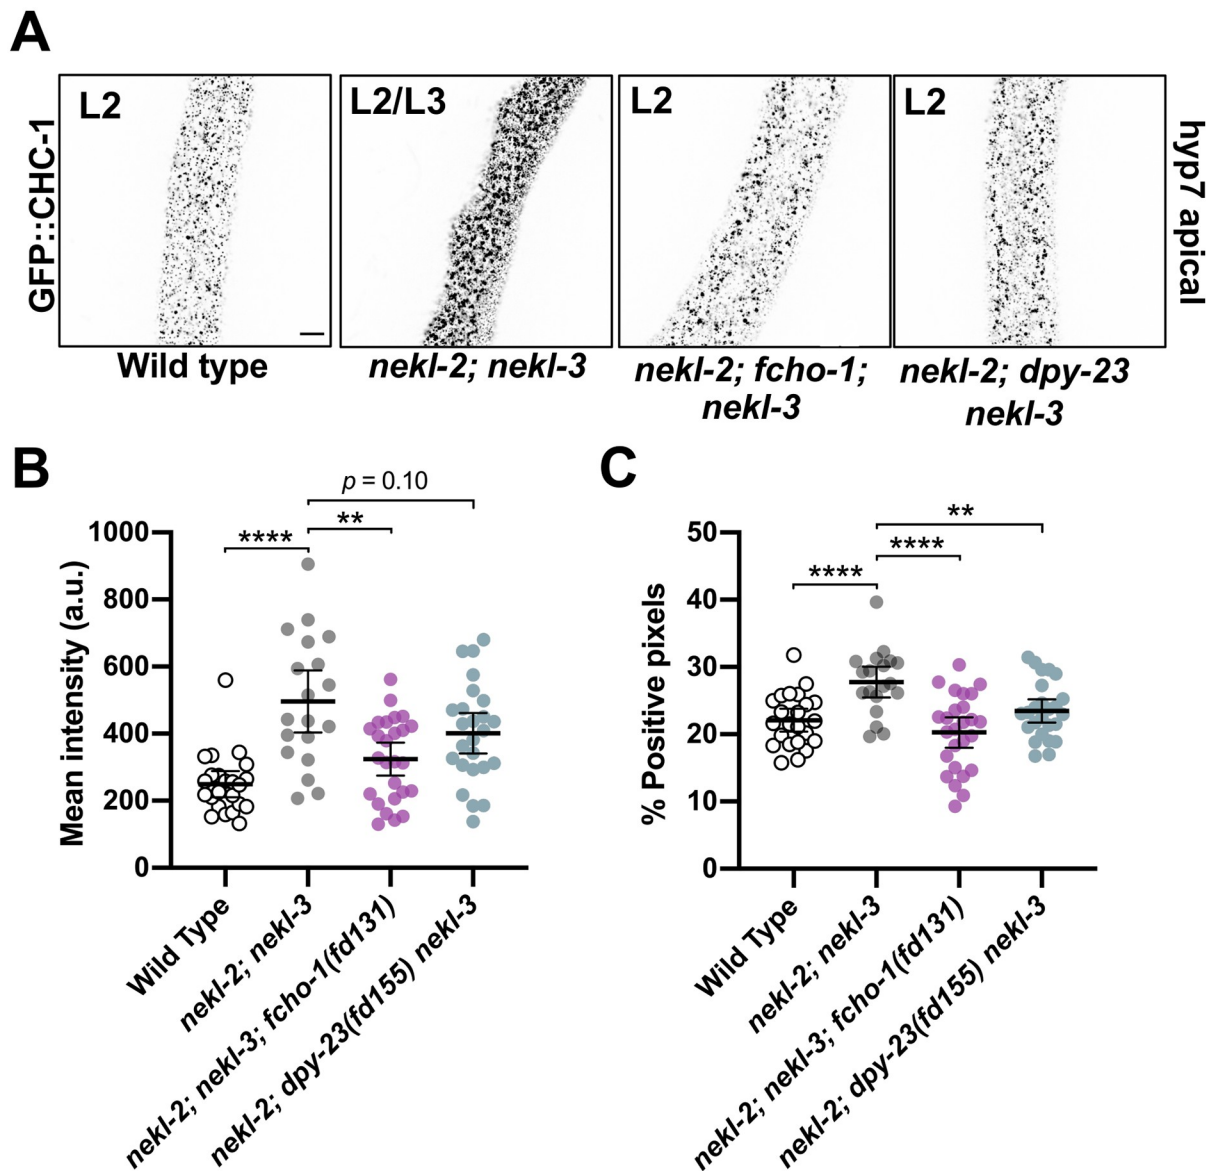 A
GFP::CHC-1
L2
L2/L3
L2
L2
hyp7 apical
Wild type
nekl-2; nekl-3
nekl-2; fcho-1;
nekl-3
nekl-2; dpy-23
nekl-3
B
p = 0.10
**
****
Mean intensity (a.u.)
1000
800
600
400
200
0
Wild Type
nekl-2; nekl-3
nekl-2; nekl-3; fcho-1(fd131)
nekl-2; dpy-23(fd155) nekl-3
C
**
****
****
% Positive pixels
50
40
30
20
10
0
Wild Type
nekl-2; nekl-3
nekl-2; nekl-3; fcho-1(fd131)
nekl-2; dpy-23(fd155) nekl-3